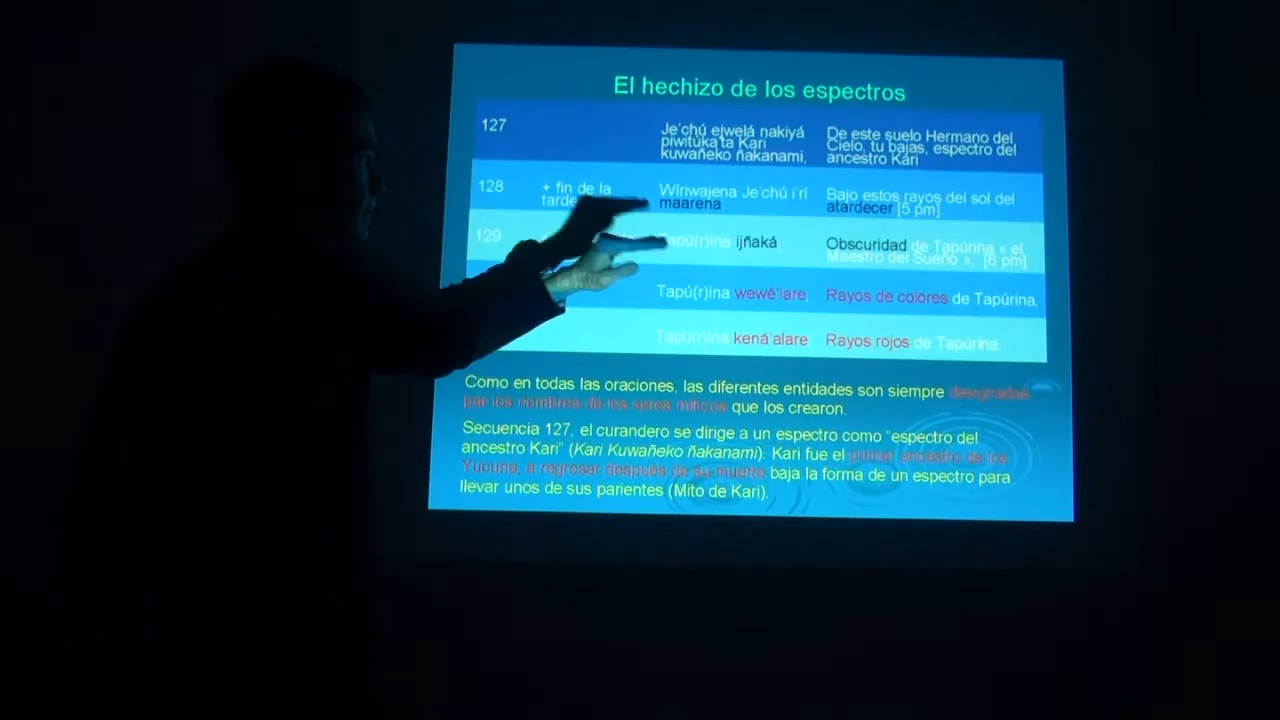 El hechizo de los espectros
127
Je'chú ejwelá nakiyá
piwitúka'ta Kari
kuwañeko ñakanami,
De este suelo Hermano del
Cielo, tu bajas, espectro del
ancestro Kári
128
+ fin de la
tarde
Wíriwajena Je'chú i'rí
maarena
Bajo estos rayos del sol del
atardecer [5 pm]
129
Tapú(r)ina ijñaká
Obscuridad de Tapúrina « el
Maestro del Sueño », [6 pm]
Tapú(r)ina wewé'iare,
Rayos de colores de Tapúrina,
Tapú(r)ina kená'alare
Rayos rojos de Tapúrina.
Como en todas las oraciones, las diferentes entidades son siempre designadas
por los nombres de los seres míticos que los crearon.
Secuencia 127, el curandero se dirige a un espectro como "espectro del
ancestro Kari" (Kari Kuwañeko ñakanami). Kari fue el primer ancestro de los
Yucuna, a regresar después de su muerte baja la forma de un espectro para
llevar unos de sus parientes (Mito de Kari).